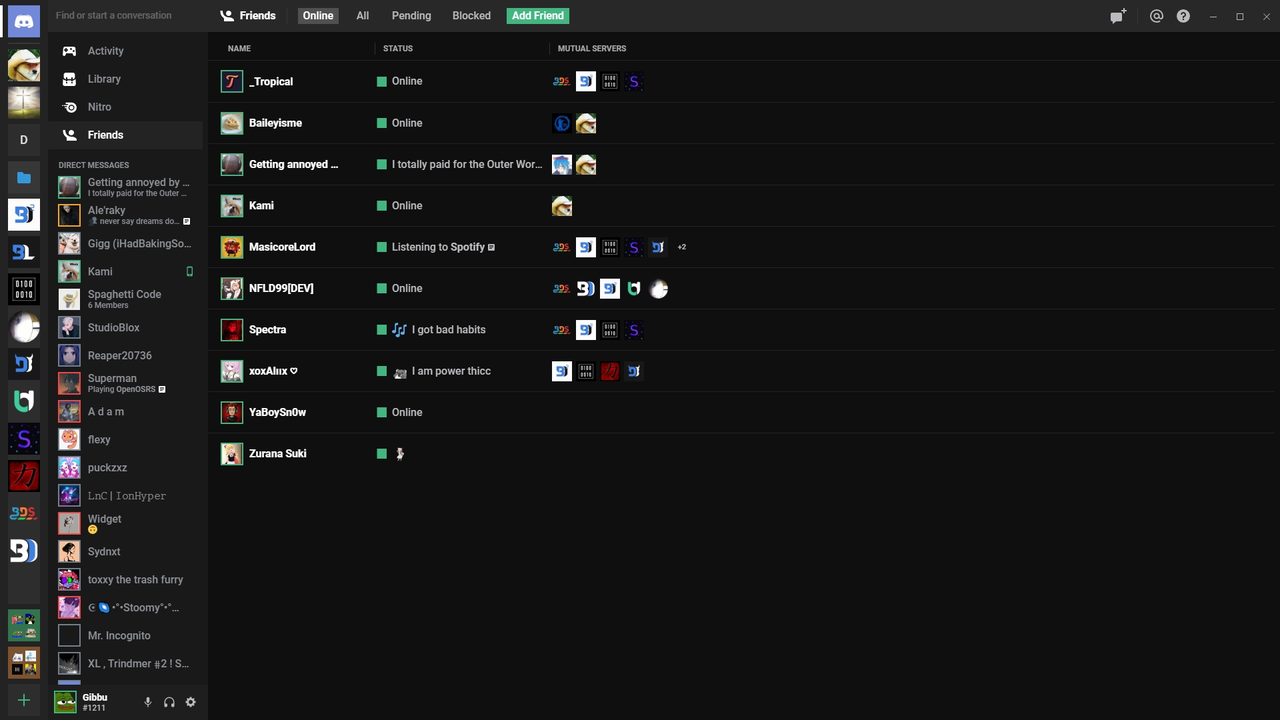 Find or start a conversation
Friends
Online
All
Pending
Blocked
Add Friend
Activity
Library
Nitro
Friends
DIRECT MESSAGES
Getting annoyed by ...
I totally paid for the Outer ...
Ale'raky
never say dreams do...
Gigg (iHadBakingSo...
Kami
Spaghetti Code
6 Members
StudioBlox
Reaper20736
Superman
Playing OpenOSRS
A d a m
flexy
puckzxz
LnC | IonHyper
Widget
Sydnxt
toxxy the trash furry
☪ •°•Stoomy°•°...
Mr. Incognito
XL , Trindmer #2 ! S...
Gibbu
#1211
D
NAME
STATUS
MUTUAL SERVERS
_Tropical
Online
Baileyisme
Online
Getting annoyed ...
I totally paid for the Outer Wor...
Kami
Online
MasicoreLord
Listening to Spotify
+2
NFLD99[DEV]
Online
Spectra
I got bad habits
xoxAlııx ♡
I am power thicc
YaBoySn0w
Online
Zurana Suki